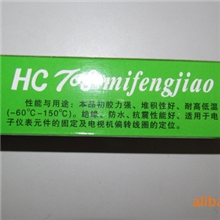 HC
mifengjiao
性能与用途:本品初胶力强、堆积性好、耐高低温
(-60℃-150℃)。绝缘、防水、抗震性能好、适用于电
子仪表元件的固定及电视机偏转线圈的定位。